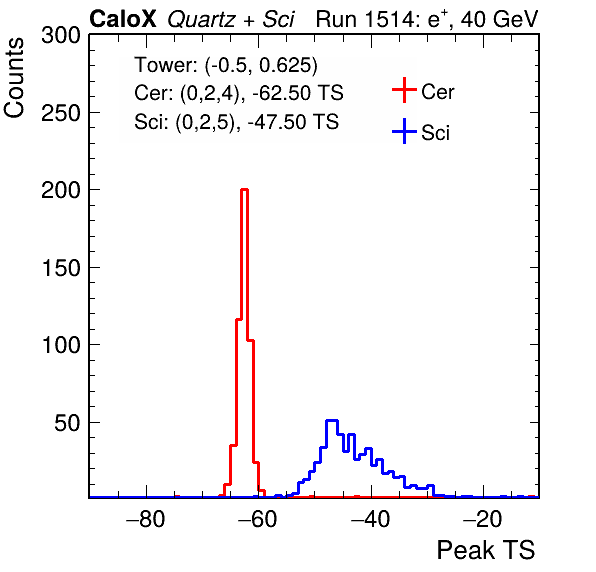 CaloX Quartz + Sci Run 1514: e⁺, 40 GeV
300
250
200
150
100
50
Counts
Tower: (-0.5, 0.625)
Cer: (0,2,4), -62.50 TS
Sci: (0,2,5), -47.50 TS
Cer
Sci
−80 −60 −40 −20
Peak TS